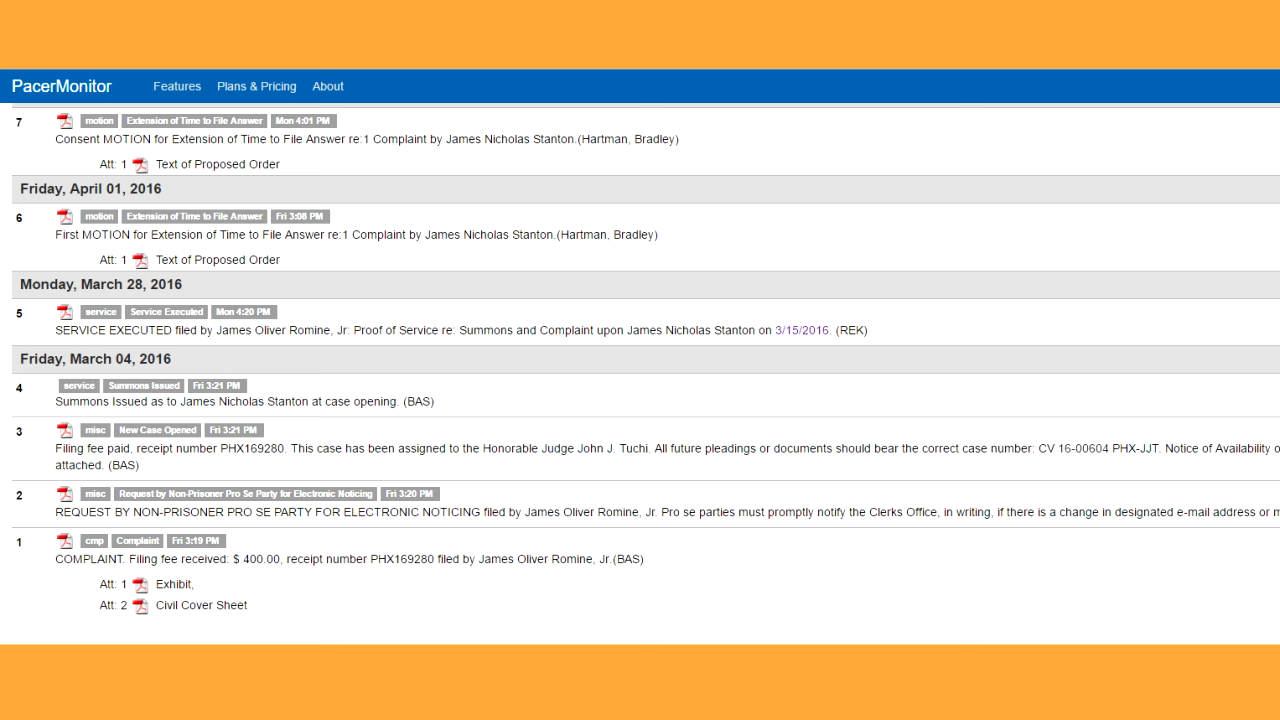 PacerMonitor Features Plans & Pricing About
7 motion Extension of Time to File Answer Mon 4:01 PM
Consent MOTION for Extension of Time to File Answer re:1 Complaint by James Nicholas Stanton.(Hartman, Bradley)
Att: 1 Text of Proposed Order
Friday, April 01, 2016
6 motion Extension of Time to File Answer Fri 3:08 PM
First MOTION for Extension of Time to File Answer re:1 Complaint by James Nicholas Stanton.(Hartman, Bradley)
Att: 1 Text of Proposed Order
Monday, March 28, 2016
5 service Service Executed Mon 4:20 PM
SERVICE EXECUTED filed by James Oliver Romine, Jr: Proof of Service re: Summons and Complaint upon James Nicholas Stanton on 3/15/2016. (REK)
Friday, March 04, 2016
4 service Summons Issued Fri 3:21 PM
Summons Issued as to James Nicholas Stanton at case opening. (BAS)
3 misc New Case Opened Fri 3:21 PM
Filing fee paid, receipt number PHX169280. This case has been assigned to the Honorable Judge John J. Tuchi. All future pleadings or documents should bear the correct case number: CV 16-00604 PHX-JJT. Notice of Availability o
attached. (BAS)
2 misc Request by Non-Prisoner Pro Se Party for Electronic Noticing Fri 3:20 PM
REQUEST BY NON-PRISONER PRO SE PARTY FOR ELECTRONIC NOTICING filed by James Oliver Romine, Jr. Pro se parties must promptly notify the Clerks Office, in writing, if there is a change in designated e-mail address or m
1 cmp Complaint Fri 3:19 PM
COMPLAINT. Filing fee received: $ 400.00, receipt number PHX169280 filed by James Oliver Romine, Jr.(BAS)
Att: 1 Exhibit,
Att: 2 Civil Cover Sheet